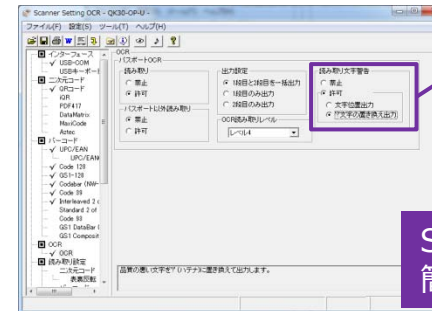 Scanner Setting OCR - QK30-OP-U -
ファイル(F) 設定(S) ツール(T) ヘルプ(H)
インターフェース
USB-COM
USBキーボード
二次元コード
QRコード
iQR
PDF417
DataMatrix
MaxiCode
Aztec
バーコード
UPC/EAN
UPC/EAN
Code 128
GS1-128
Codabar (NW-
Code 39
Interleaved 2 o
Standard 2 of
Code 93
GS1 DataBar (
GS1 Composit
OCR
OCR
読み取り設定
二次元コード
表裏反転
OCR
パスポートOCR
読み取り
禁止
許可
パスポート以外読み取り
禁止
許可
出力設定
1段目と2段目を一括出力
1段目のみ出力
2段目のみ出力
OCR読み取りレベル
レベル4
読み取り文字警告
禁止
許可
文字位置出力
?文字の置き換え出力
品質の悪い文字を?(ハテナ)に置き換えて出力します。
S
簡